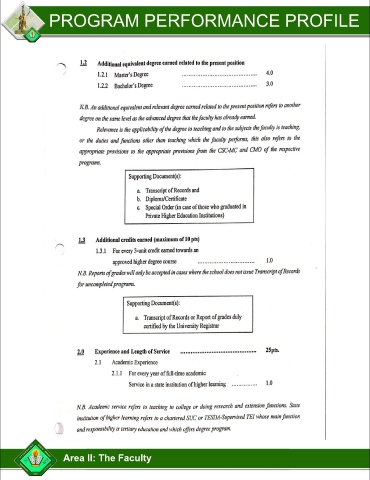 PROGRAM PERFORMANCE PROFILE
1.2 Additional equivalent degree earned related to the present position
1.2.1 Master's Degree ................................................ 4.0
1.2.2 Bachelor's Degree ................................................ 3.0
N.B. An additional equivalent and relevant degree earned related to the present position refers to another
degree on the same level as the advanced degree that the faculty has already earned.
Relevance is the applicability of the degree to teaching and to the subjects the faculty is teaching,
or the duties and functions other than teaching which the faculty performs, this also refers to the
appropriate provisions to the appropriate provisions from the CSC-MC and CMO of the respective
programs.
Supporting Document(s):
a. Transcript of Records and
b. Diploma/Certificate
c. Special Order (in case of those who graduated in
Private Higher Education Institutions)
1.3 Additional credits earned (maximum of 10 pts)
1.3.1 For every 3-unit credit earned towards an
approved higher degree course .................................... 1.0
N.B. Reports of grades will only be accepted in cases where the school does not issue Transcript of Records
for uncompleted programs.
Supporting Document(s):
a. Transcript of Records or Report of grades duly
certified by the University Registrar
2.0 Experience and Length of Service ................................................ 25pts.
2.1 Academic Experience
2.1.1 For every year of full-time academic
Service in a state institution of higher learning ................ 1.0
N.B. Academic service refers to teaching in college or doing research and extension functions. State
institution of higher learning refers to a chartered SUC or TESDA-Supervised TEI whose main function
and responsibility is tertiary education and which offers degree program.
Area II: The Faculty